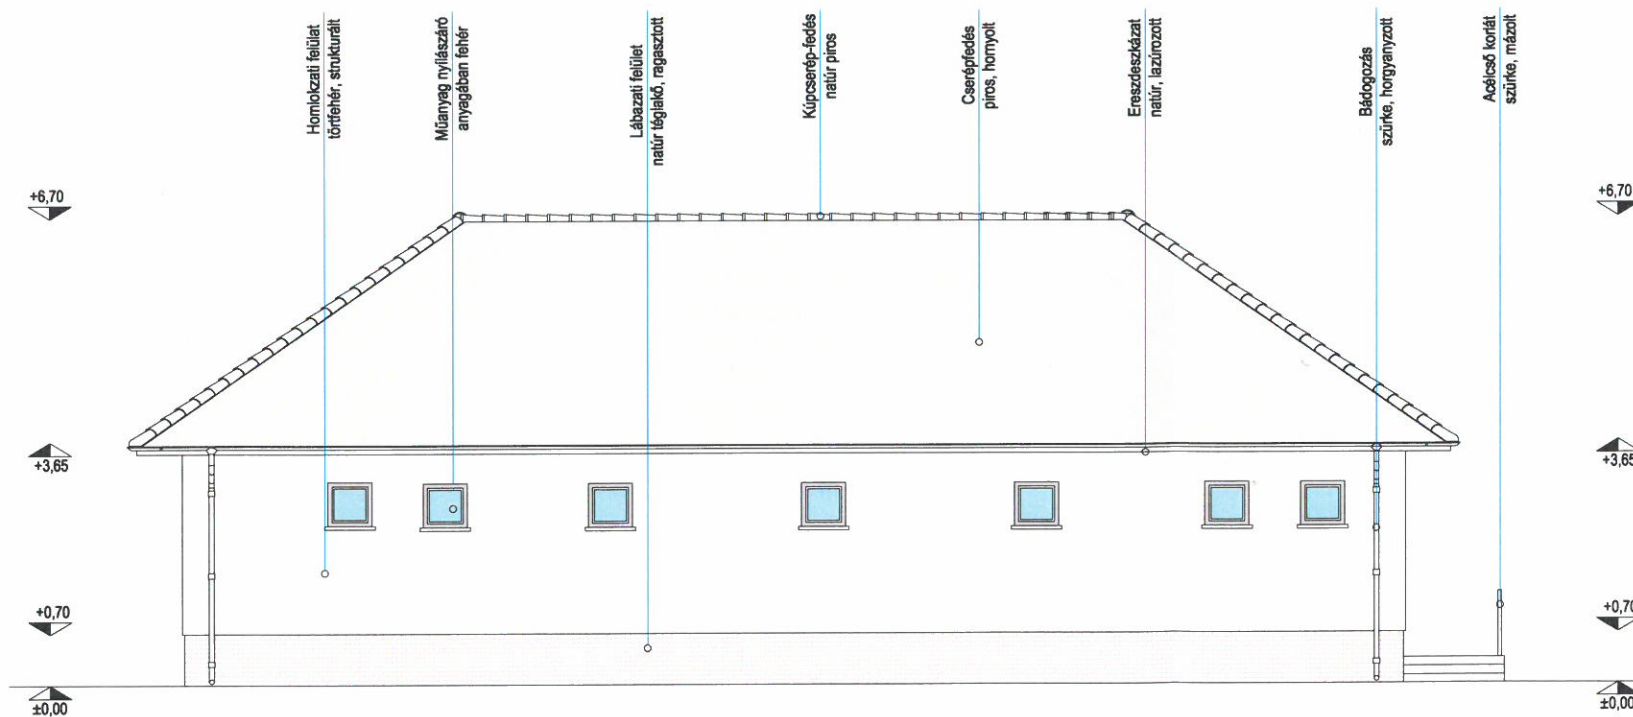 Homlokzati felület
törtfehér, strukturált
Műanyag nyílászáró
anyagában fehér
Lábazati felület
natúr téglakő, ragasztott
Kúpcserép-fedés
natúr piros
Cserépfedés
piros, hornyolt
Ereszdeszkázat
natúr, lazúrozott
Bádogozás
szürke, horganyzott
Acélcső korlát
szürke, mázolt
+6,70
+6,70
+3,65
+3,65
+0,70
+0,70
±0,00
±0,00